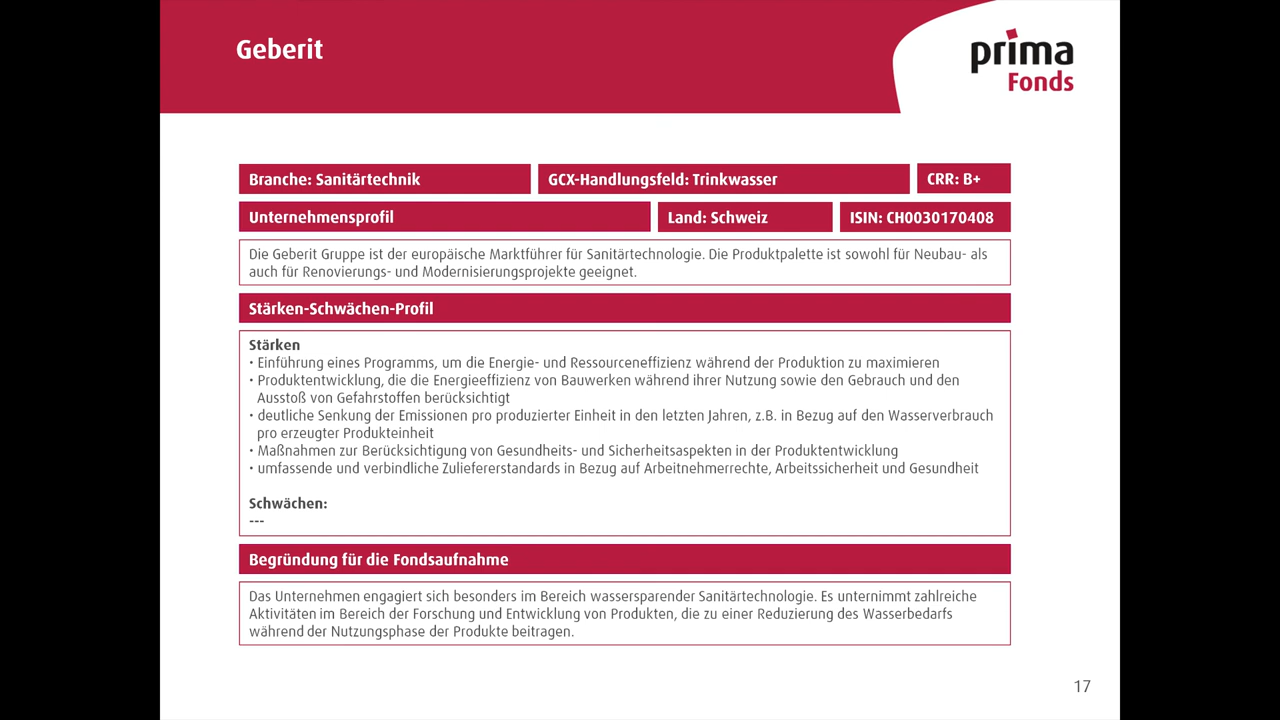 Geberit
prima
Fonds
Branche: Sanitärtechnik
GCX-Handlungsfeld: Trinkwasser
CRR: B+
Unternehmensprofil
Land: Schweiz
ISIN: CH0030170408
Die Geberit Gruppe ist der europäische Marktführer für Sanitärtechnologie. Die Produktpalette ist sowohl für Neubau- als
auch für Renovierungs- und Modernisierungsprojekte geeignet.
Stärken-Schwächen-Profil
Stärken
• Einführung eines Programms, um die Energie- und Ressourceneffizienz während der Produktion zu maximieren
• Produktentwicklung, die die Energieeffizienz von Bauwerken während ihrer Nutzung sowie den Gebrauch und den
Ausstoß von Gefahrstoffen berücksichtigt
• deutliche Senkung der Emissionen pro produzierter Einheit in den letzten Jahren, z.B. in Bezug auf den Wasserverbrauch
pro erzeugter Produkteinheit
• Maßnahmen zur Berücksichtigung von Gesundheits- und Sicherheitsaspekten in der Produktentwicklung
• umfassende und verbindliche Zuliefererstandards in Bezug auf Arbeitnehmerrechte, Arbeitssicherheit und Gesundheit
Schwächen:
---
Begründung für die Fondsaufnahme
Das Unternehmen engagiert sich besonders im Bereich wassersparender Sanitärtechnologie. Es unternimmt zahlreiche
Aktivitäten im Bereich der Forschung und Entwicklung von Produkten, die zu einer Reduzierung des Wasserbedarfs
während der Nutzungsphase der Produkte beitragen.
17